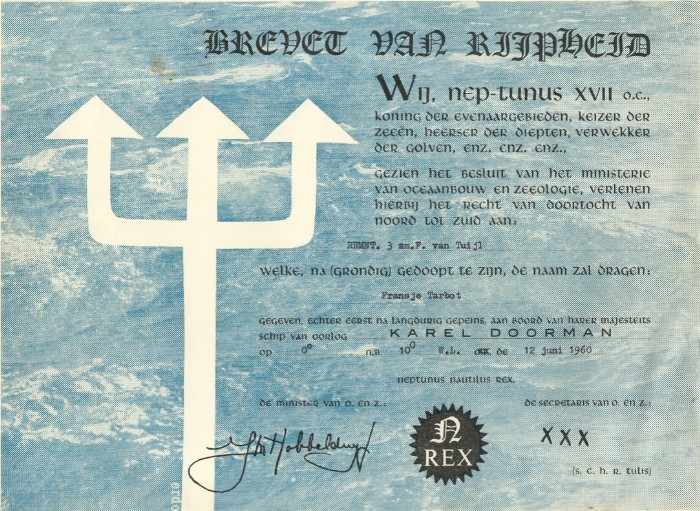 BREVET VAN RIJPHEID
Wij, nep-tunus XVII o.c.,
koning der evenaargebieden, keizer der
zeeën, heerser der diepten, verwekker
der golven, enz. enz. enz.,
gezien het besluit van het ministerie
van oceaanbouw en zeeologie, verlenen
hierbij het recht van doortocht van
noord tot zuid aan:
REMNT. 3 zm.F. van Tuijl
welke, na (grondig) gedoopt te zijn, de naam zal dragen:
Fransje Tarbot
gegeven, echter eerst na langdurig gepeins, aan boord van harer majesteits
schip van oorlog KAREL DOORMAN
op 0° n.b. 10° W.L. de 12 juni 1960
neptunus nautilus rex.
de minister van o. en z.: de secretaris van o. en z.:
N
REX
XXX
(s. c. h. r. tulis)